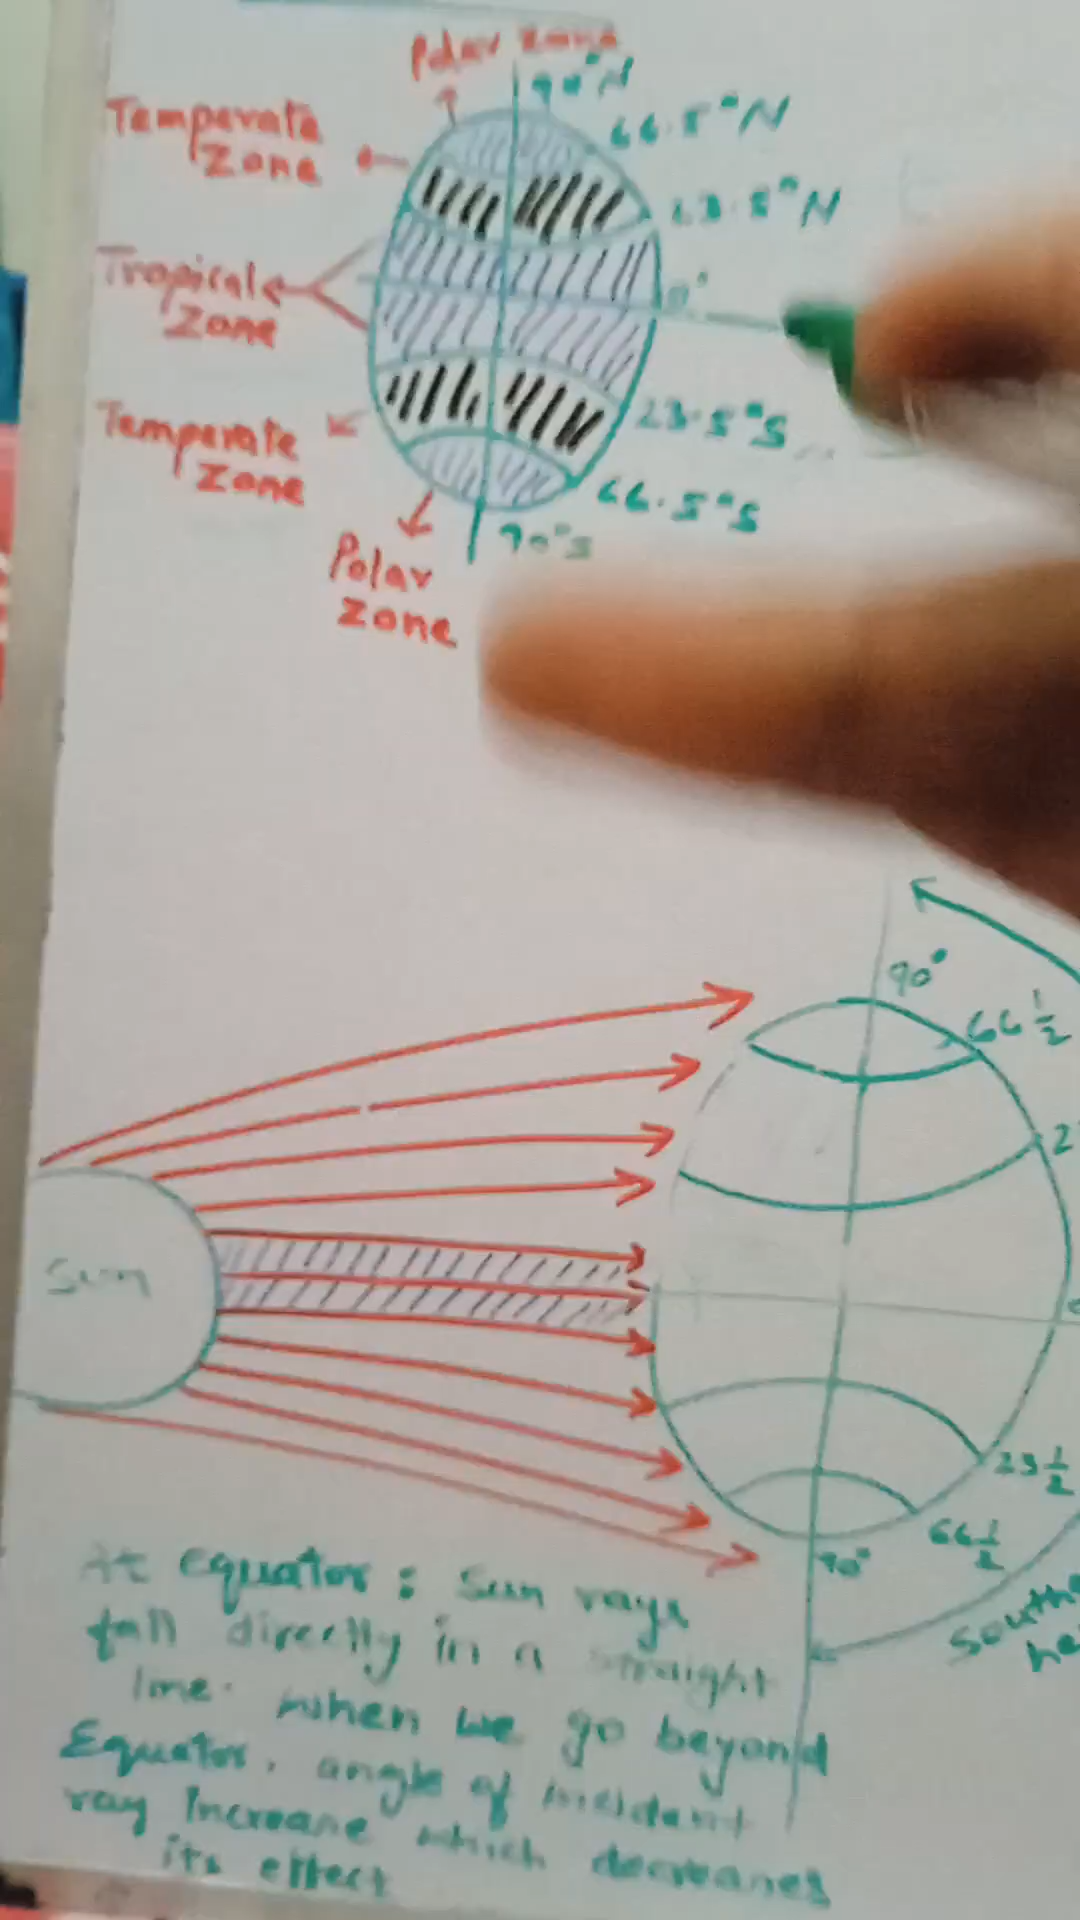 Polar zone
90°N
66.5°N
Temperate
Zone
23.5°N
Tropical
Zone
0°
23.5°S
Temperate
Zone
66.5°S
90°S
Polar
Zone
90°
66 1/2
2
Sun
23 1/2
66 1/2
90°
At equator: Sun rays
fall directly in a straight
line. When we go beyond
Equator, angle of incident
ray Increase which decreases
its effect